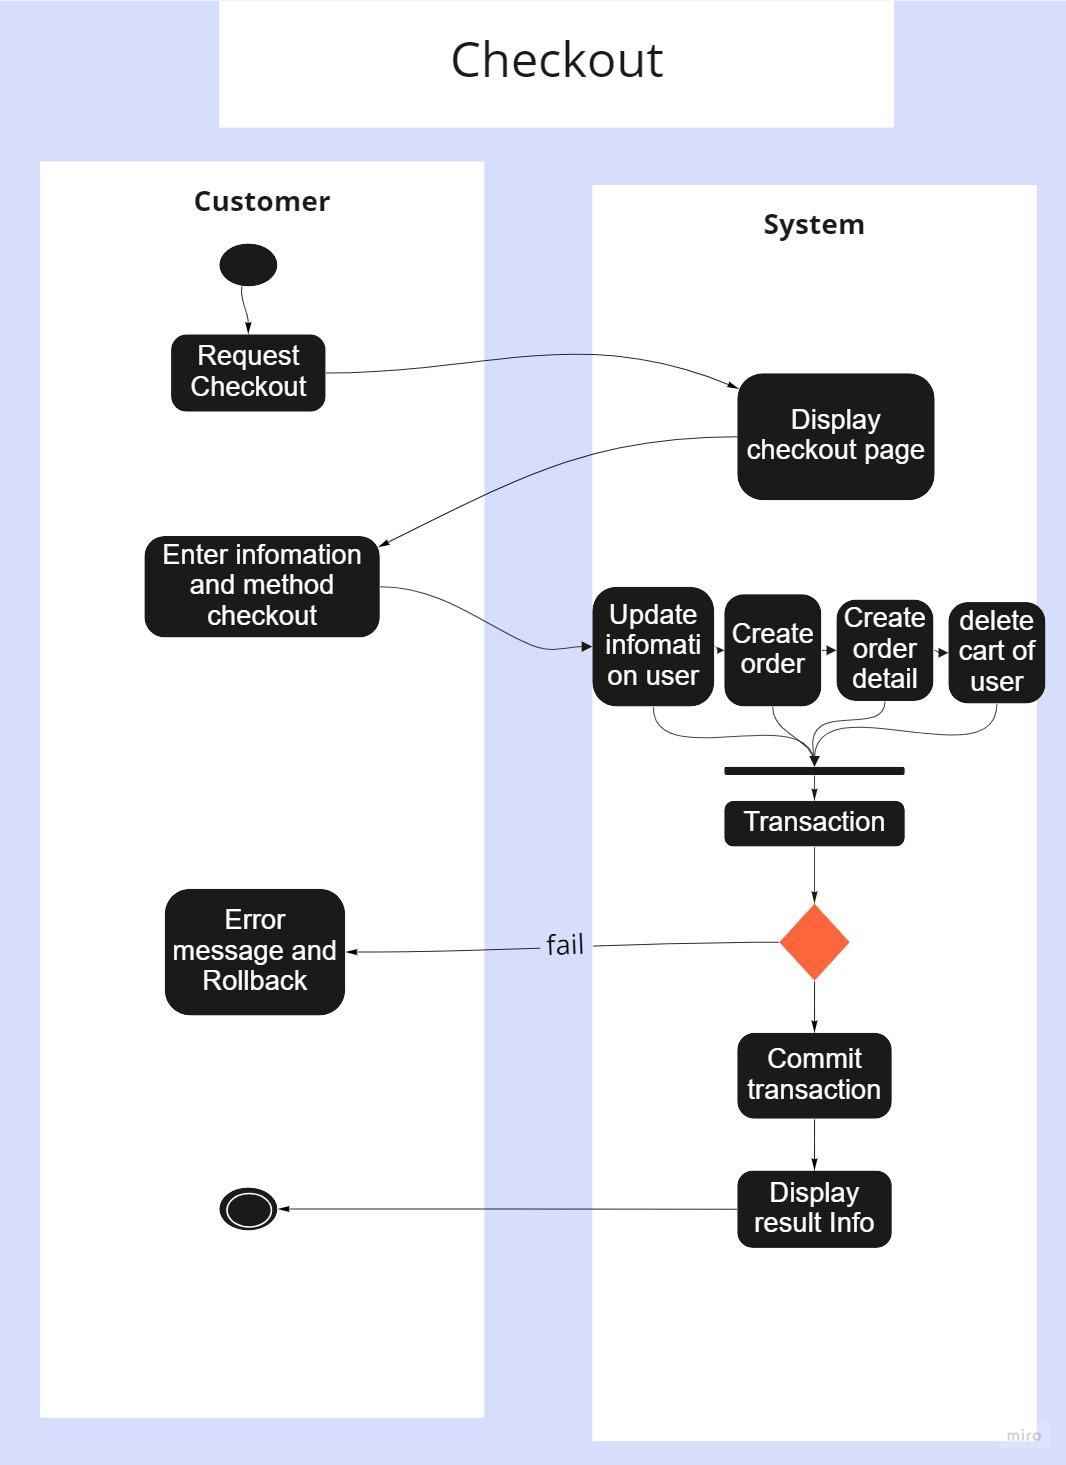 Checkout
Customer
System
Request
Checkout
Display
checkout page
Enter infomation
and method
checkout
Update
infomati
on user
Create
order
Create
order
detail
delete
cart of
user
Transaction
Error
message and
Rollback
fail
Commit
transaction
Display
result Info
miro